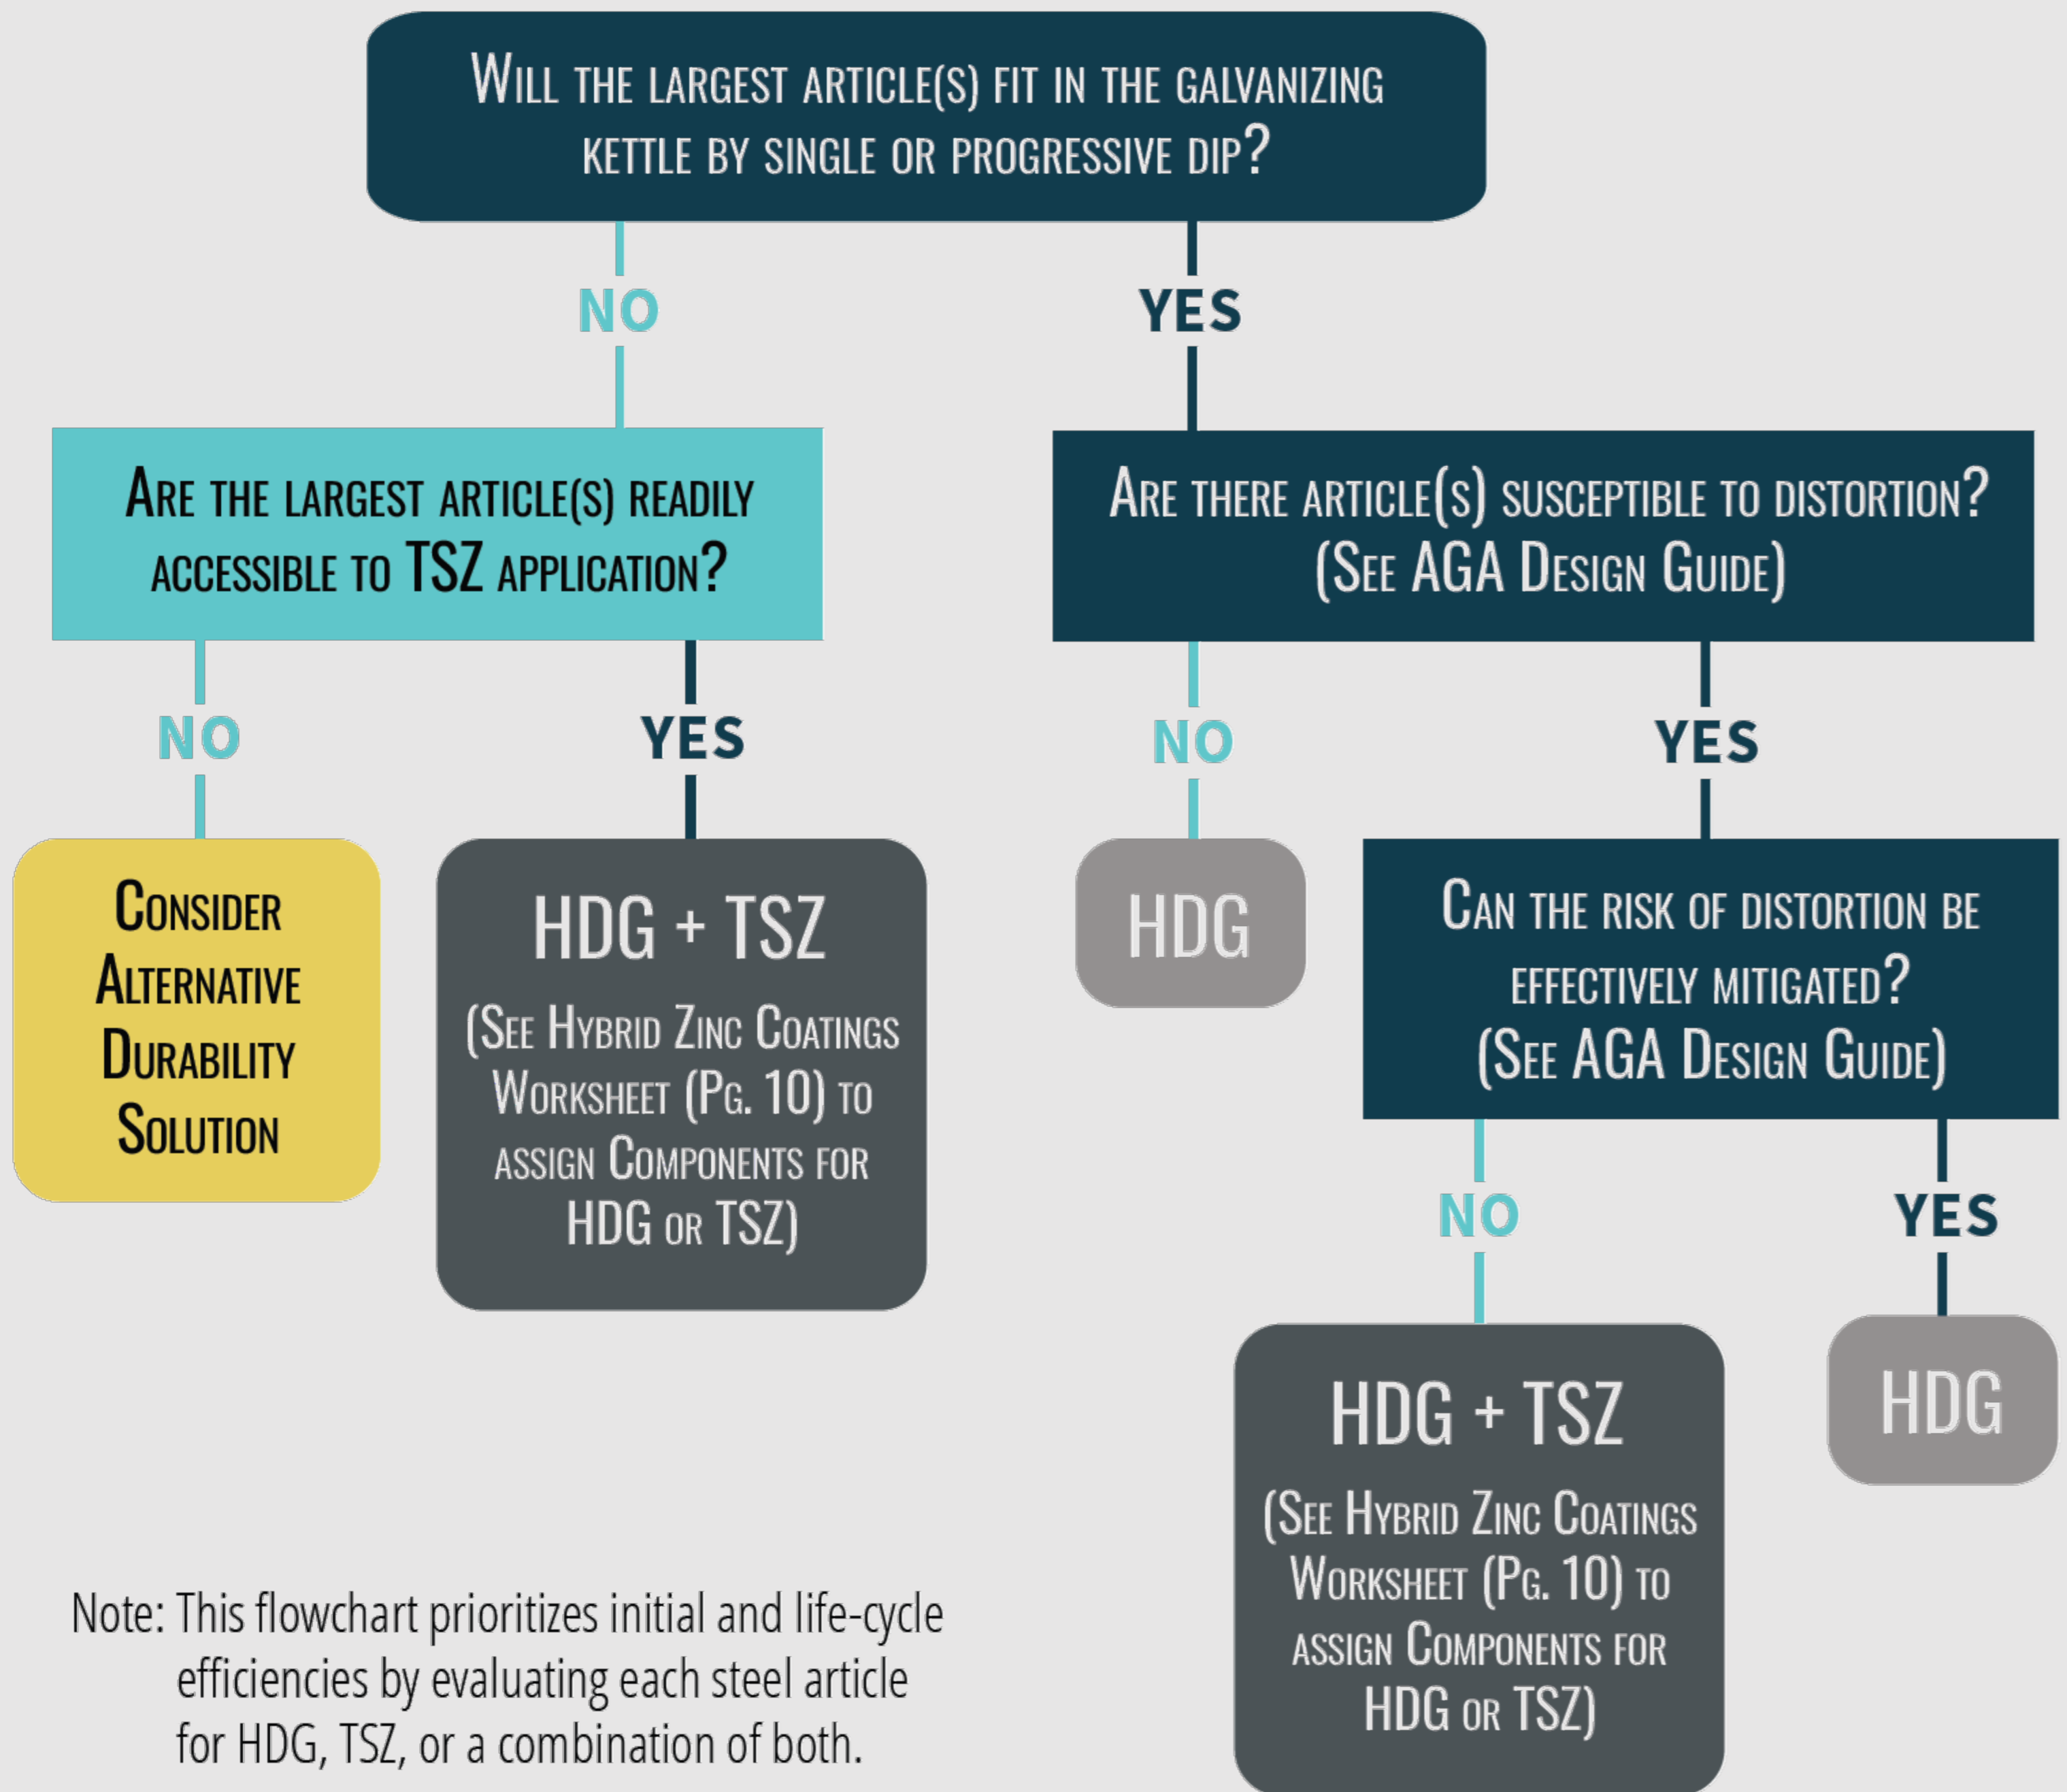 Will the largest article(s) fit in the galvanizing
kettle by single or progressive dip?
NO
YES
Are the largest article(s) readily
accessible to TSZ application?
Are there article(s) susceptible to distortion?
(See AGA Design Guide)
NO
YES
NO
YES
Consider
Alternative
Durability
Solution
HDG + TSZ
(See Hybrid Zinc Coatings
Worksheet (Pg. 10) to
assign Components for
HDG or TSZ)
HDG
Can the risk of distortion be
effectively mitigated?
(See AGA Design Guide)
NO
YES
HDG + TSZ
(See Hybrid Zinc Coatings
Worksheet (Pg. 10) to
assign Components for
HDG or TSZ)
HDG
Note: This flowchart prioritizes initial and life-cycle
efficiencies by evaluating each steel article
for HDG, TSZ, or a combination of both.